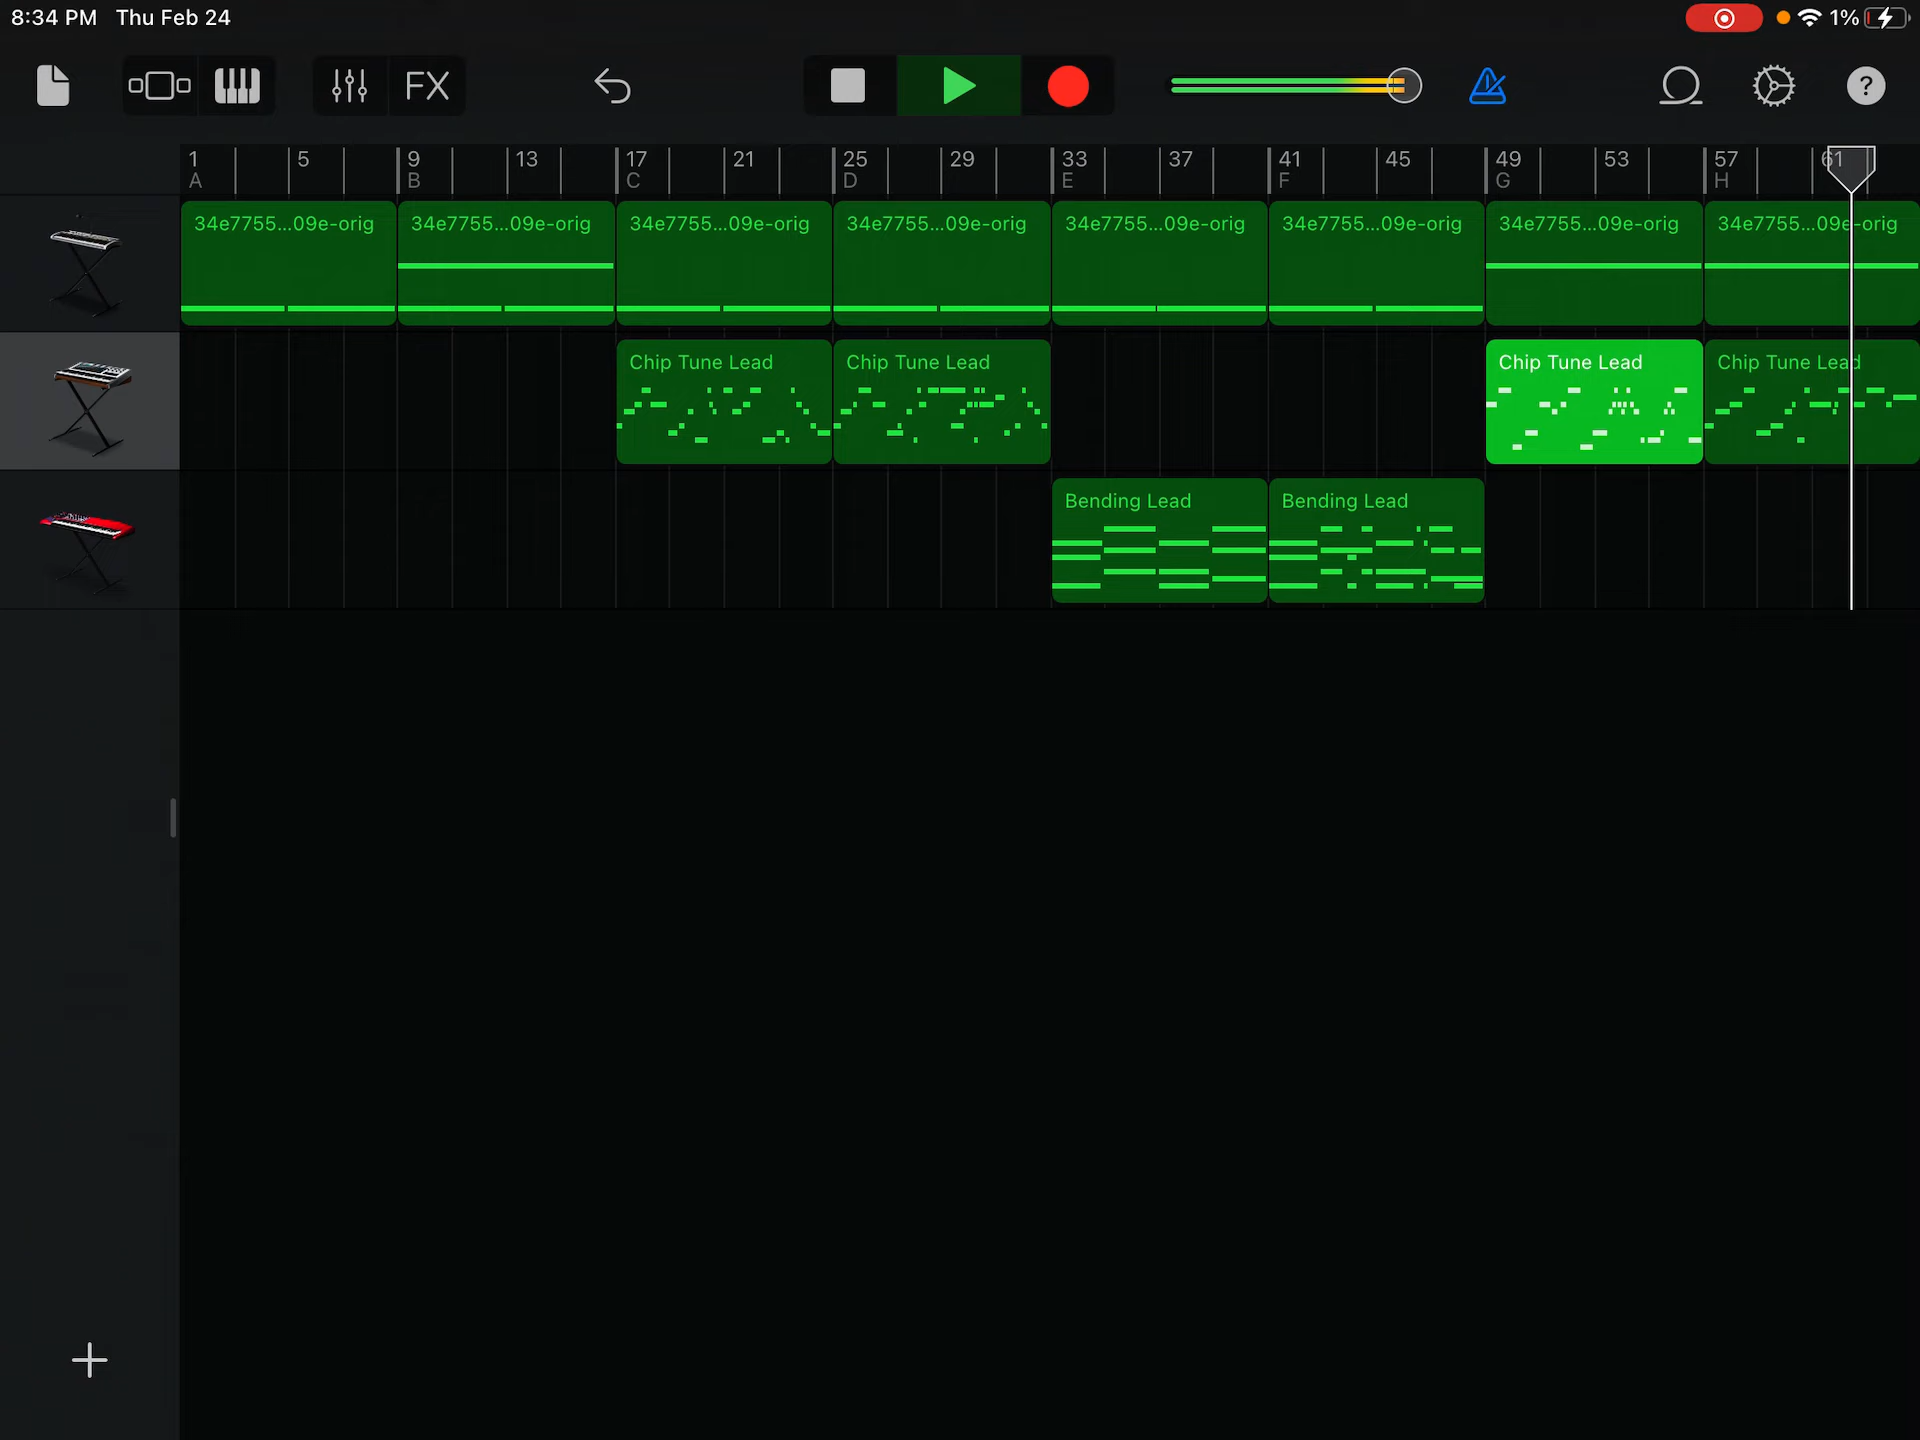 8:34 PM Thu Feb 24 1%
FX ?
1 5 9 13 17 21 25 29 33 37 41 45 49 53 57 61
A B C D E F G H
34e7755...09e-orig 34e7755...09e-orig 34e7755...09e-orig 34e7755...09e-orig 34e7755...09e-orig 34e7755...09e-orig 34e7755...09e-orig 34e7755...09e-orig
Chip Tune Lead Chip Tune Lead Chip Tune Lead Chip Tune Lead
Bending Lead Bending Lead